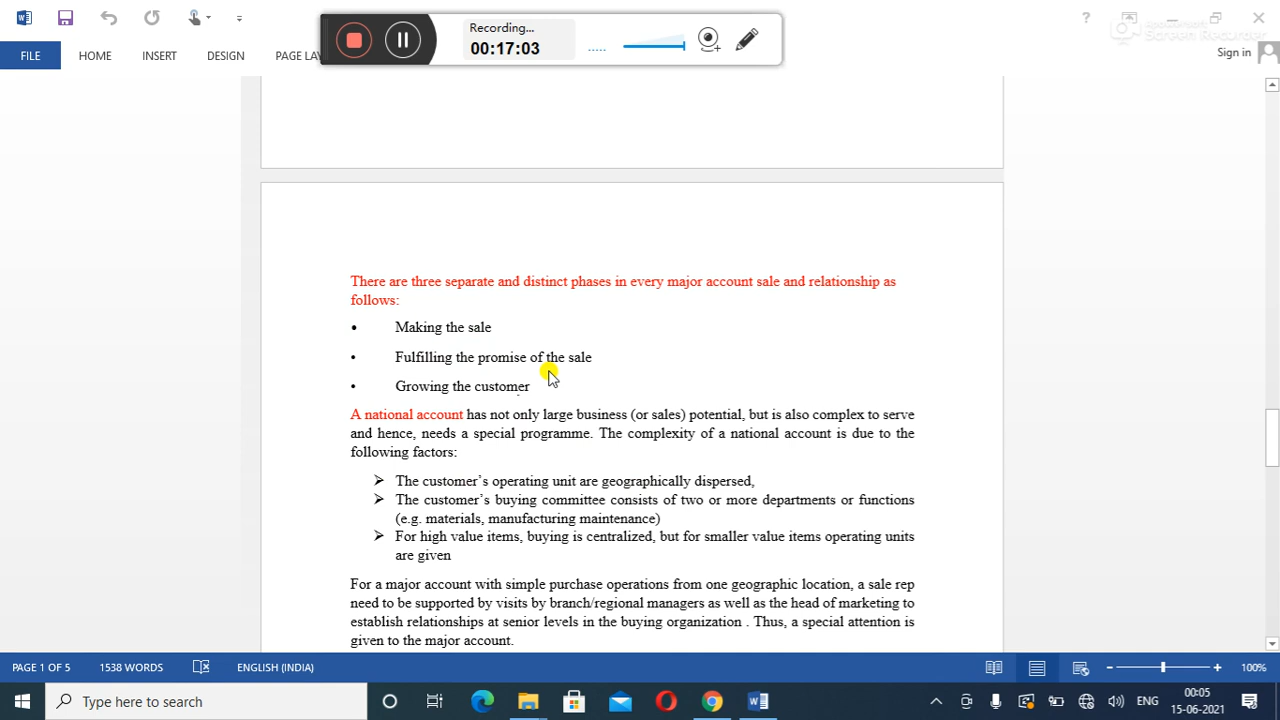 Recording...
00:17:03
Screen Recorder
Sign in
FILE HOME INSERT DESIGN PAGE LAY
There are three separate and distinct phases in every major account sale and relationship as
follows:
• Making the sale
• Fulfilling the promise of the sale
• Growing the customer
A national account has not only large business (or sales) potential, but is also complex to serve
and hence, needs a special programme. The complexity of a national account is due to the
following factors:
➢ The customer’s operating unit are geographically dispersed,
➢ The customer’s buying committee consists of two or more departments or functions
(e.g. materials, manufacturing maintenance)
➢ For high value items, buying is centralized, but for smaller value items operating units
are given
For a major account with simple purchase operations from one geographic location, a sale rep
need to be supported by visits by branch/regional managers as well as the head of marketing to
establish relationships at senior levels in the buying organization . Thus, a special attention is
given to the major account.
PAGE 1 OF 5 1538 WORDS ENGLISH (INDIA) 100%
Type here to search
ENG
00:05
15-06-2021